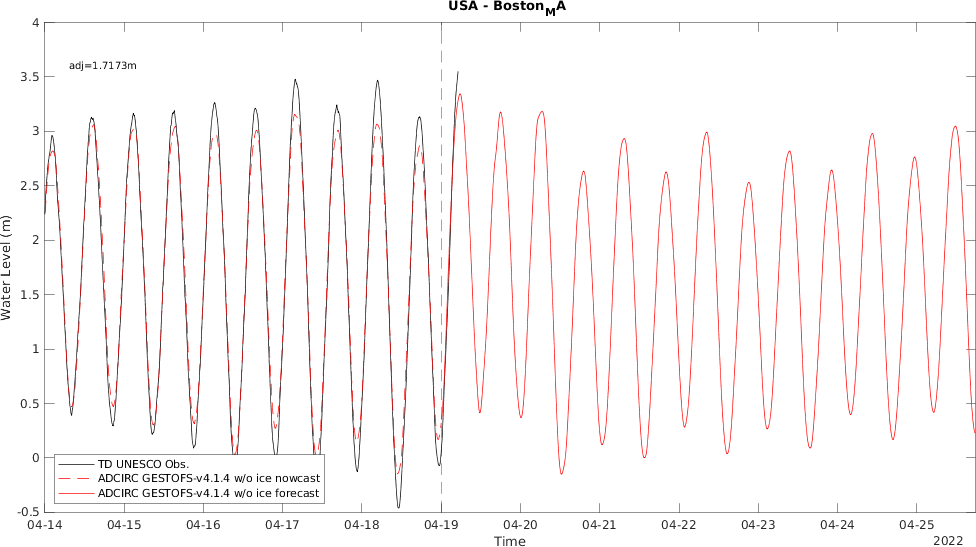 USA - Boston_MA
4
3.5
3
2.5
2
1.5
1
0.5
0
-0.5
Water Level (m)
adj=1.7173m
TD UNESCO Obs.
ADCIRC GESTOFS-v4.1.4 w/o ice nowcast
ADCIRC GESTOFS-v4.1.4 w/o ice forecast
04-14 04-15 04-16 04-17 04-18 04-19 04-20 04-21 04-22 04-23 04-24 04-25
Time
2022